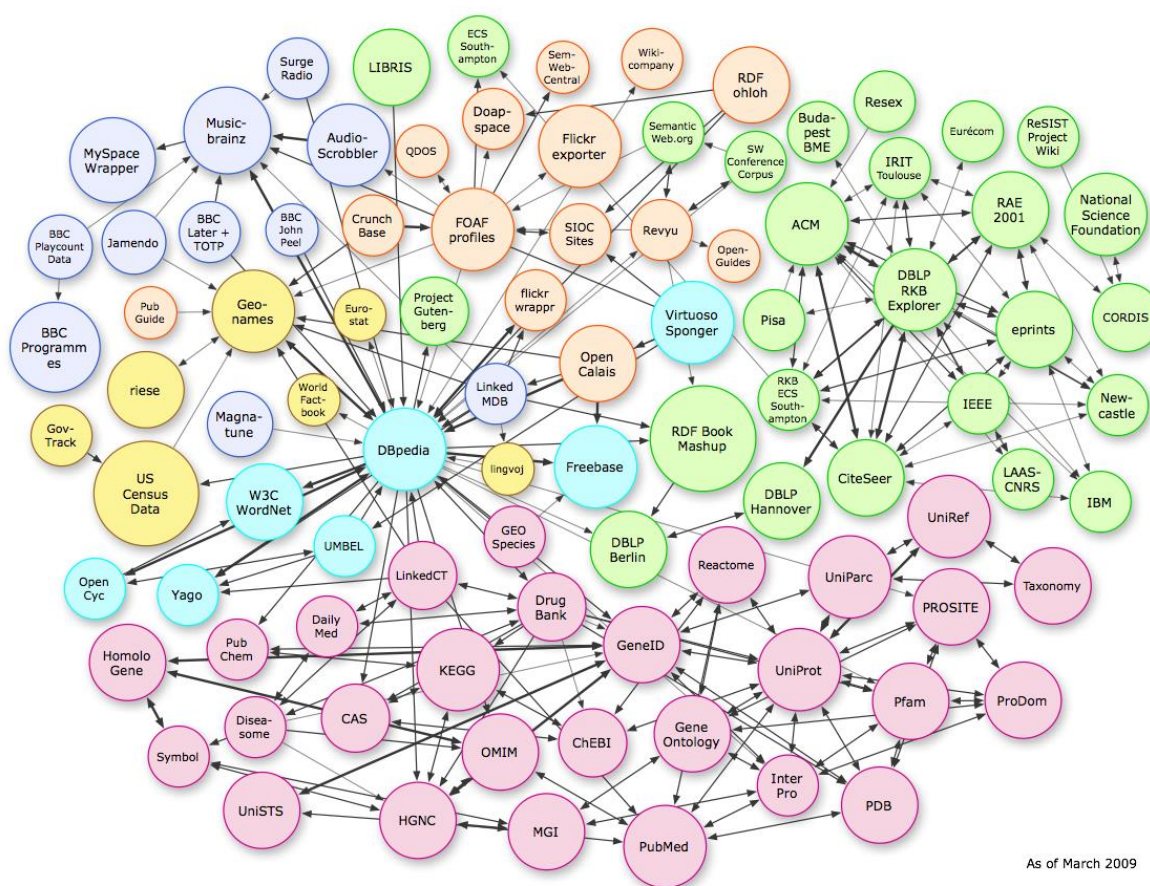 ECS
South-
ampton
Surge
Radio
LIBRIS
Sem-
Web-
Central
Wiki-
company
RDF
ohloh
Music-
brainz
Doap-
space
Flickr
exporter
Resex
Semantic
Web.org
Buda-
pest
BME
Eurécom
ReSIST
Project
Wiki
MySpace
Wrapper
Audio-
Scrobbler
QDOS
SW
Conference
Corpus
IRIT
Toulouse
RAE
2001
National
Science
Foundation
BBC
Playcount
Data
Jamendo
BBC
Later +
TOTP
BBC
John
Peel
Crunch
Base
FOAF
profiles
SIOC
Sites
Revyu
Open-
Guides
ACM
DBLP
RKB
Explorer
Pub
Guide
Geo-
names
Euro-
stat
Project
Guten-
berg
flickr
wrappr
Virtuoso
Sponger
Pisa
eprints
CORDIS
BBC
Programm
es
riese
World
Fact-
book
Linked
MDB
Open
Calais
RKB
ECS
South-
ampton
IEEE
New-
castle
Gov-
Track
Magna-
tune
DBpedia
lingvoj
Freebase
RDF Book
Mashup
CiteSeer
LAAS-
CNRS
IBM
US
Census
Data
W3C
WordNet
DBLP
Hannover
UniRef
GEO
Species
DBLP
Berlin
UMBEL
Open
Cyc
Yago
LinkedCT
Reactome
UniParc
Taxonomy
Drug
Bank
PROSITE
Daily
Med
Pub
Chem
Homolo
Gene
KEGG
GeneID
UniProt
Pfam
ProDom
Disea-
some
CAS
Symbol
OMIM
ChEBI
Gene
Ontology
Inter
Pro
UniSTS
HGNC
MGI
PubMed
PDB
As of March 2009